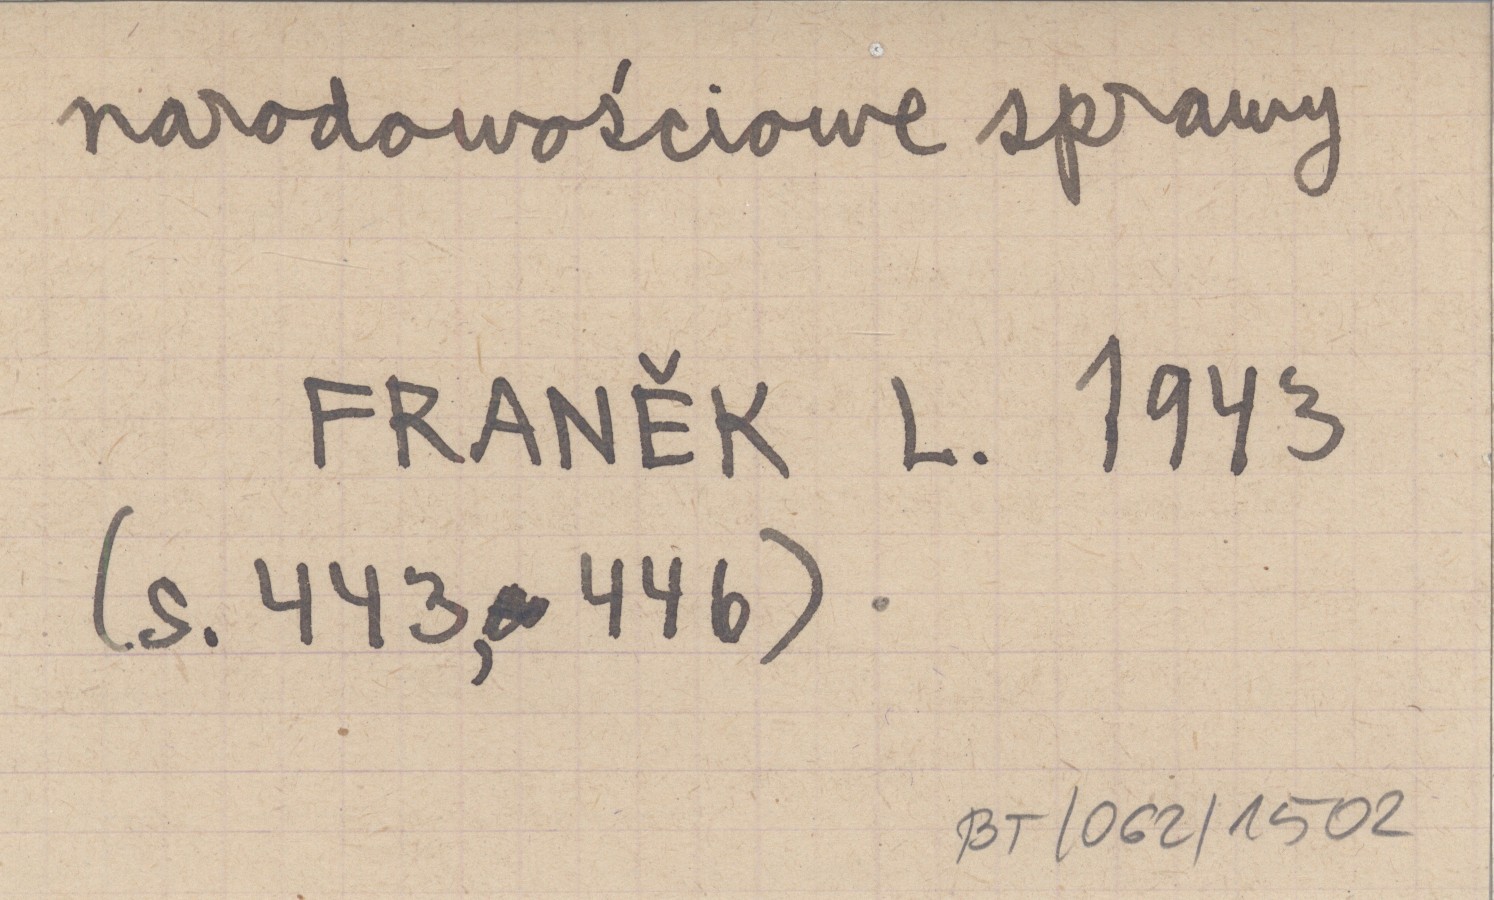 narodowościowe sprawy
FRANĚK L. 1943
(s. 443, 446).
BT/062/1502